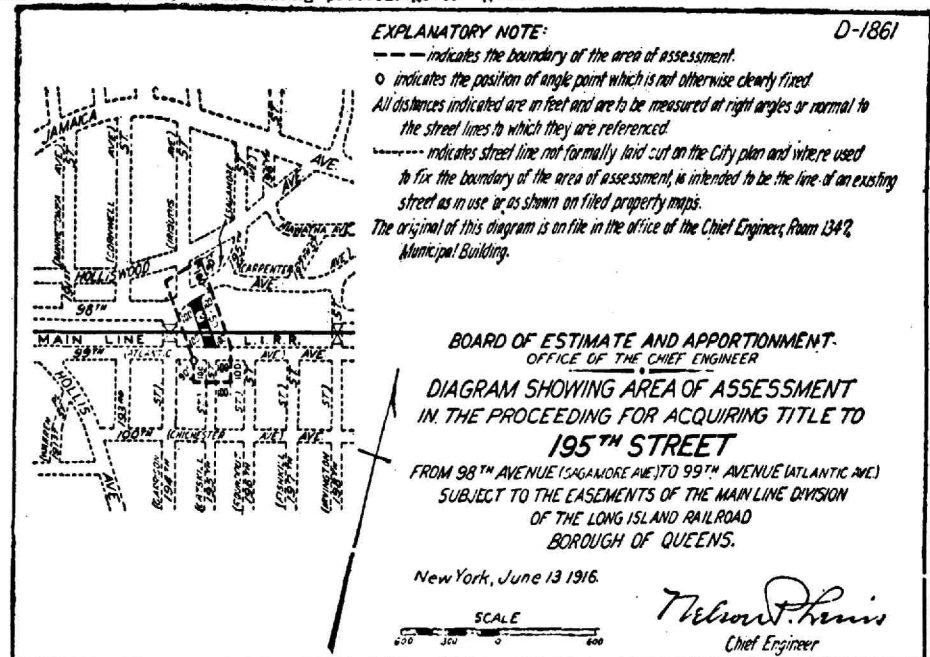 D-1861
EXPLANATORY NOTE:
indicates the boundary of the area of assessment.
indicates the position of angle point which is not otherwise clearly fixed
All distances indicated are in feet and are to be measured at right angles or normal to
the street lines to which they are referenced.
indicates street line not formally laid out on the City plan and where used
to fix the boundary of the area of assessment, is intended to be the line of an existing
street as in use or as shown on filed property maps.
The original of this diagram is on file in the office of the Chief Engineer, Room 1347,
Municipal Building.
JAMAICA
AVE.
HOLLISWOOD
AVE.
(CARPENTER
AVE.)
98TH
MAIN LINE L.I.R.R.
99TH (ATLANTIC AVE.) AVE
HOLLIS
AVE
100TH (CHICHESTER AVE.) AVE.
BOARD OF ESTIMATE AND APPORTIONMENT.
OFFICE OF THE CHIEF ENGINEER
DIAGRAM SHOWING AREA OF ASSESSMENT
IN THE PROCEEDING FOR ACQUIRING TITLE TO
195TH STREET
FROM 98TH AVENUE (SAGAMORE AVE.) TO 99TH AVENUE (ATLANTIC AVE.)
SUBJECT TO THE EASEMENTS OF THE MAIN LINE DIVISION
OF THE LONG ISLAND RAILROAD
BOROUGH OF QUEENS.
New York, June 13 1916.
SCALE
600 300 0 600
Nelson P. Lewis
Chief Engineer